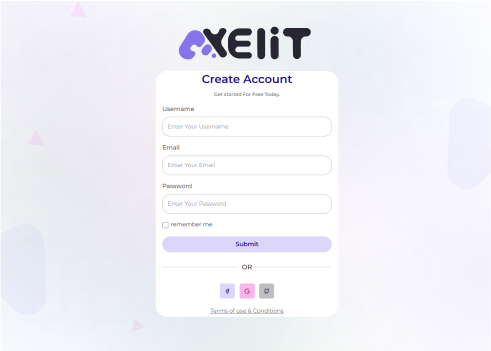 AXELIT
Create Account
Get started For Free Today.
Username
Enter Your Username
Email
Enter Your Email
Password
Enter Your Password
remember me
Submit
OR
Terms of use & Conditions